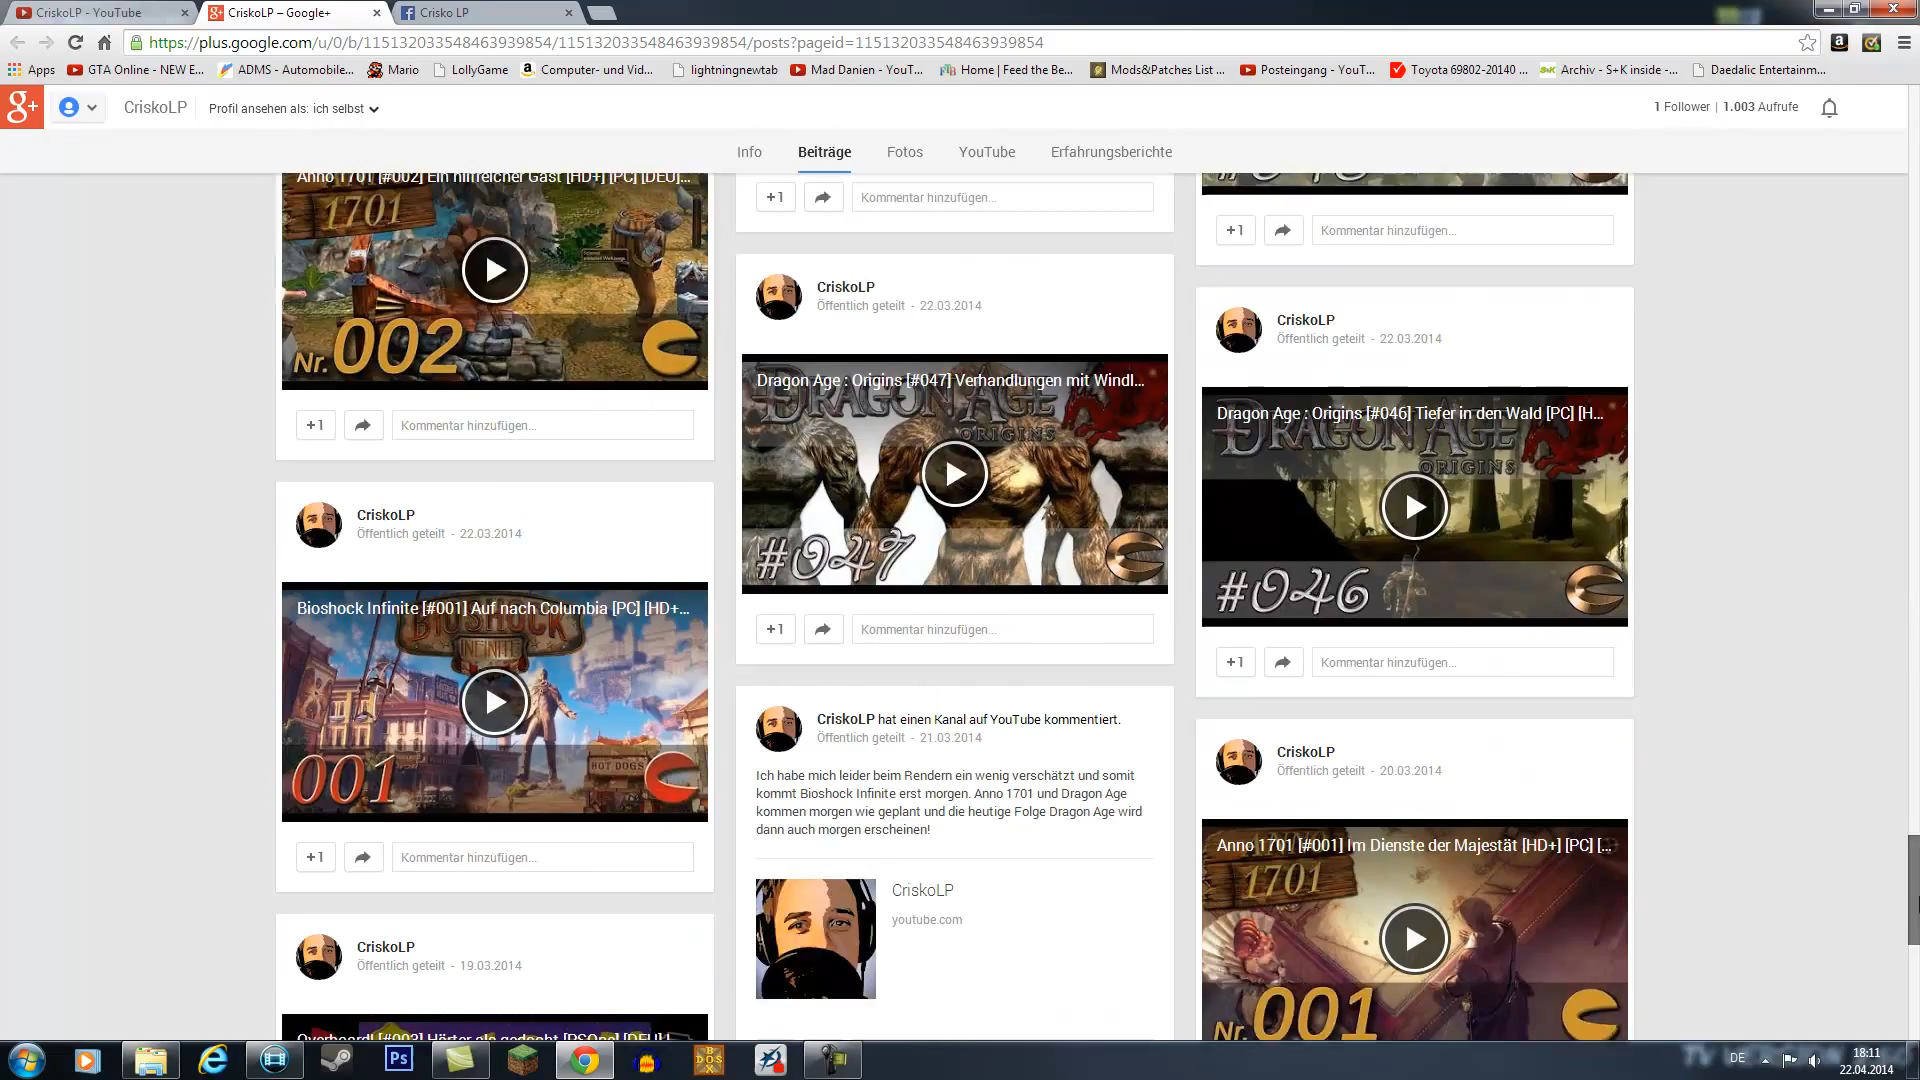 CriskoLP - YouTube
CriskoLP – Google+
Crisko LP
https://plus.google.com/u/0/b/115132033548463939854/115132033548463939854/posts?pageid=115132033548463939854
Apps
GTA Online - NEW E...
ADMS - Automobile...
Mario
LollyGame
Computer- und Vid...
lightningnewtab
Mad Danien - YouT...
Home | Feed the Be...
Mods&Patches List ...
Posteingang - YouT...
Toyota 69802-20140 ...
Archiv - S+K inside -...
Daedalic Entertainm...
g+
CriskoLP
Profil ansehen als: ich selbst
1 Follower | 1.003 Aufrufe
Info
Beiträge
Fotos
YouTube
Erfahrungsberichte
Anno 1701 [#002] Ein hilfreicher Gast [HD+] [PC] [DEU]...
1701
Nr. 002
+1
Kommentar hinzufügen...
CriskoLP
Öffentlich geteilt - 22.03.2014
Bioshock Infinite [#001] Auf nach Columbia [PC] [HD+...
BIOSHOCK
INFINITE
HOT DOGS
001
+1
Kommentar hinzufügen...
CriskoLP
Öffentlich geteilt - 19.03.2014
Overboard! [#003] Härter als gedacht [PSOne] [DEU] [
+1
Kommentar hinzufügen...
CriskoLP
Öffentlich geteilt - 22.03.2014
Dragon Age : Origins [#047] Verhandlungen mit Windl...
DRAGON AGE
ORIGINS
#047
+1
Kommentar hinzufügen...
CriskoLP hat einen Kanal auf YouTube kommentiert.
Öffentlich geteilt - 21.03.2014
Ich habe mich leider beim Rendern ein wenig verschätzt und somit
kommt Bioshock Infinite erst morgen. Anno 1701 und Dragon Age
kommen morgen wie geplant und die heutige Folge Dragon Age wird
dann auch morgen erscheinen!
CriskoLP
youtube.com
+1
Kommentar hinzufügen...
CriskoLP
Öffentlich geteilt - 22.03.2014
Dragon Age : Origins [#046] Tiefer in den Wald [PC] [H...
DRAGON AGE
ORIGINS
#046
+1
Kommentar hinzufügen...
CriskoLP
Öffentlich geteilt - 20.03.2014
Anno 1701 [#001] Im Dienste der Majestät [HD+] [PC] [...
ANNO
1701
Nr. 001
Ps
DOS
DE
18:11
22.04.2014